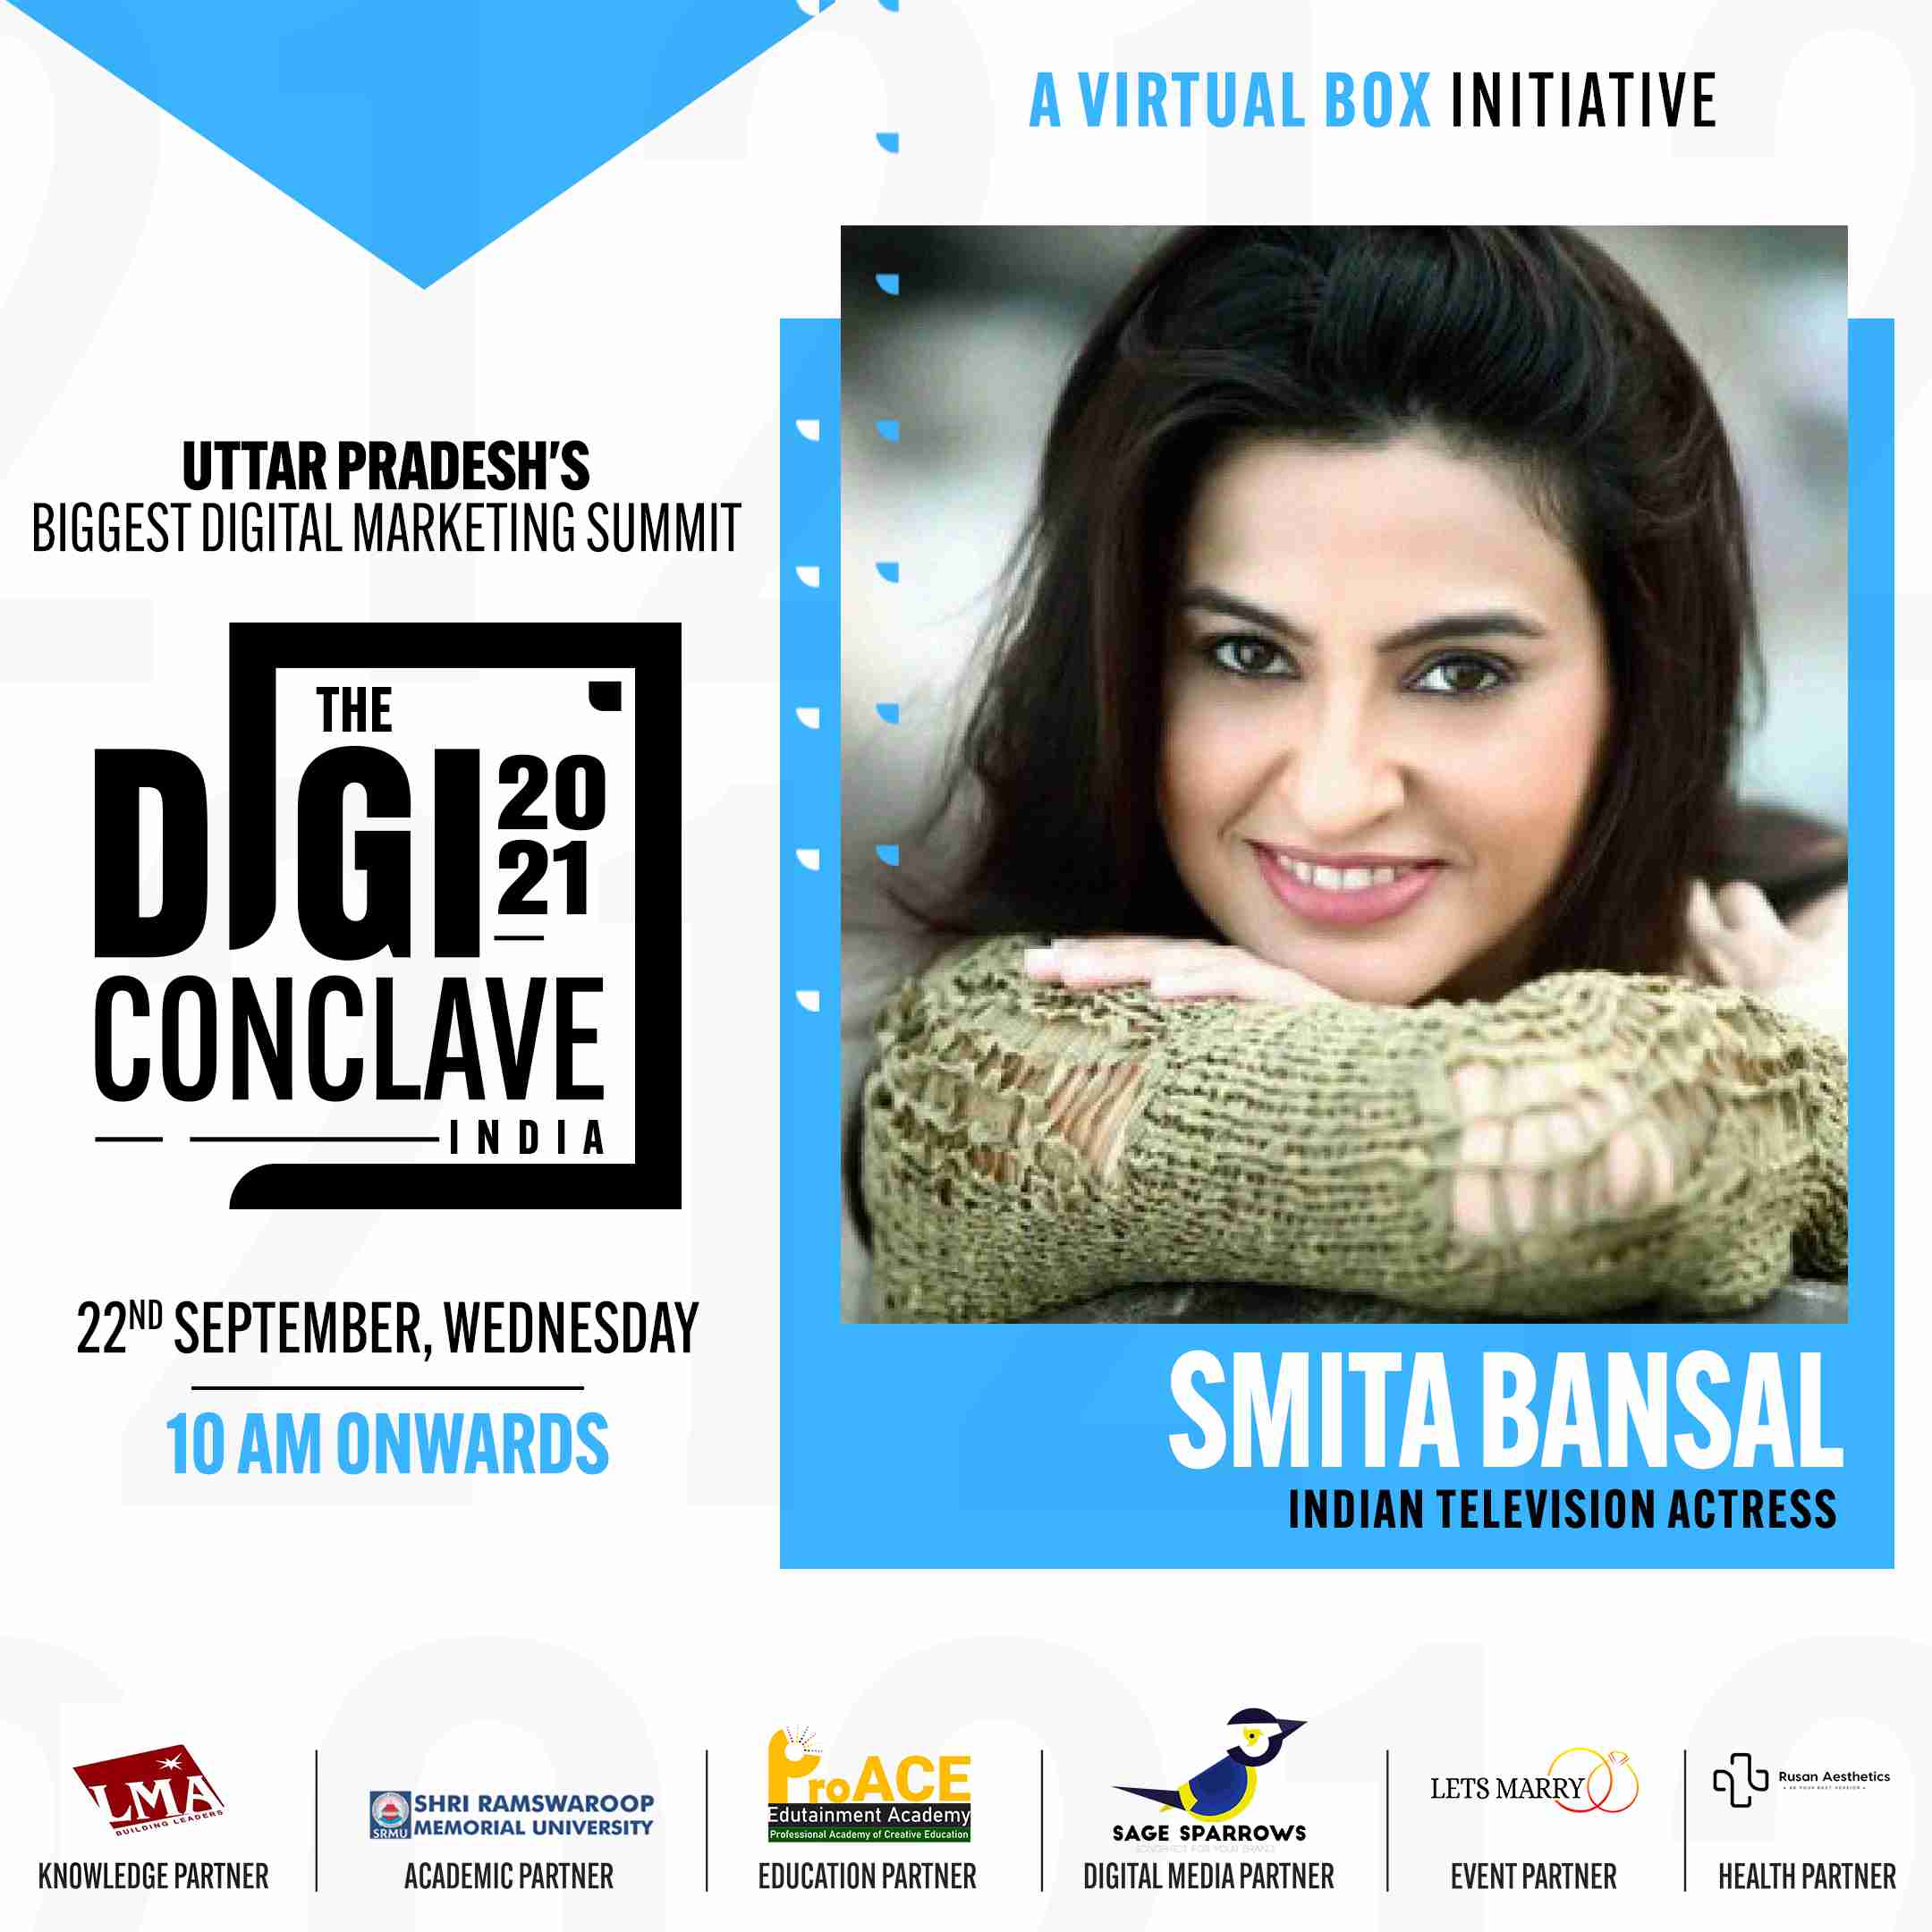 A VIRTUAL BOX INITIATIVE
UTTAR PRADESH'S
BIGGEST DIGITAL MARKETING SUMMIT
THE
DIGI 20
21
CONCLAVE
INDIA
22ND SEPTEMBER, WEDNESDAY
10 AM ONWARDS
SMITA BANSAL
INDIAN TELEVISION ACTRESS
LMA
BUILDING LEADERS
KNOWLEDGE PARTNER
SRMU
SHRI RAMSWAROOP
MEMORIAL UNIVERSITY
ACADEMIC PARTNER
ProACE
Edutainment Academy
Professional Academy of Creative Education
EDUCATION PARTNER
SAGE SPARROWS
DIGITAL MEDIA PARTNER
LETS MARRY
EVENT PARTNER
Rusan Aesthetics
HEALTH PARTNER